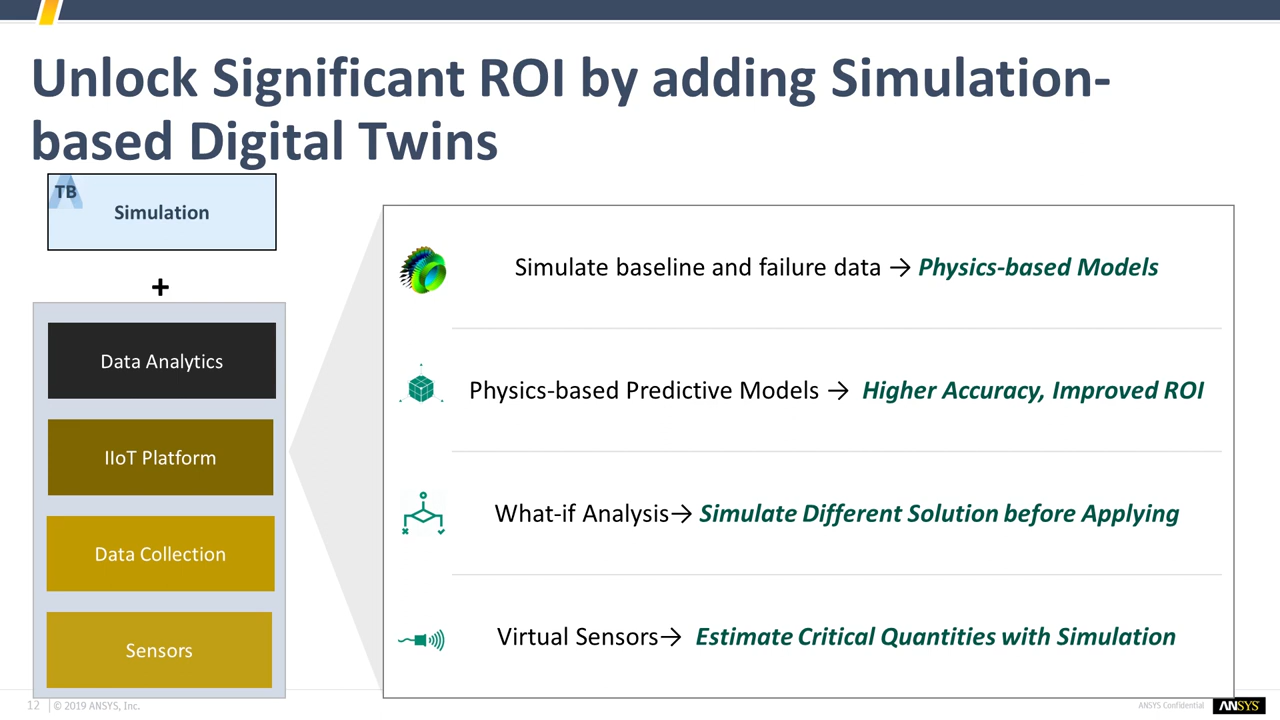 Unlock Significant ROI by adding Simulation-
based Digital Twins
TB
Simulation
+
Data Analytics
IIoT Platform
Data Collection
Sensors
Simulate baseline and failure data → Physics-based Models
Physics-based Predictive Models → Higher Accuracy, Improved ROI
What-if Analysis→ Simulate Different Solution before Applying
Virtual Sensors→ Estimate Critical Quantities with Simulation
12 | © 2019 ANSYS, Inc.
ANSYS Confidential
ANSYS